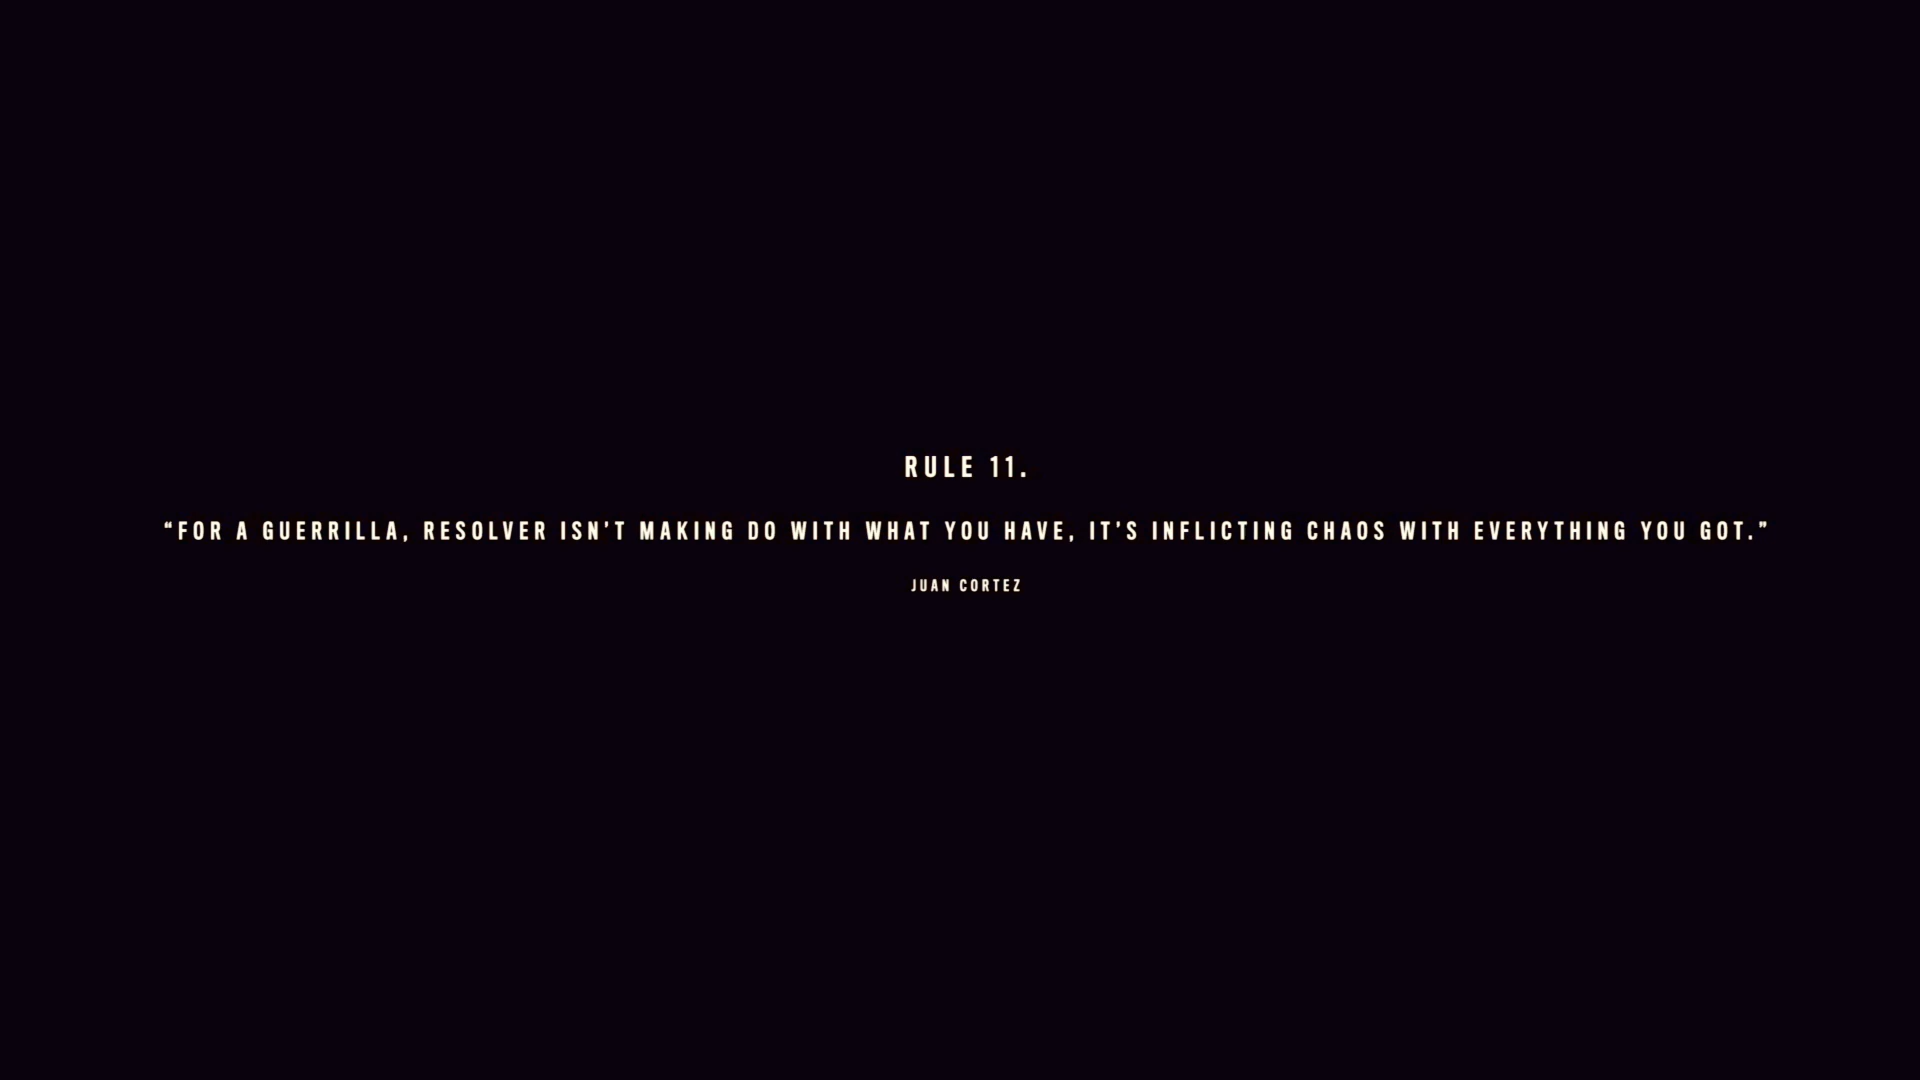 RULE 11.
“FOR A GUERRILLA, RESOLVER ISN’T MAKING DO WITH WHAT YOU HAVE, IT’S INFLICTING CHAOS WITH EVERYTHING YOU GOT.”
JUAN CORTEZ